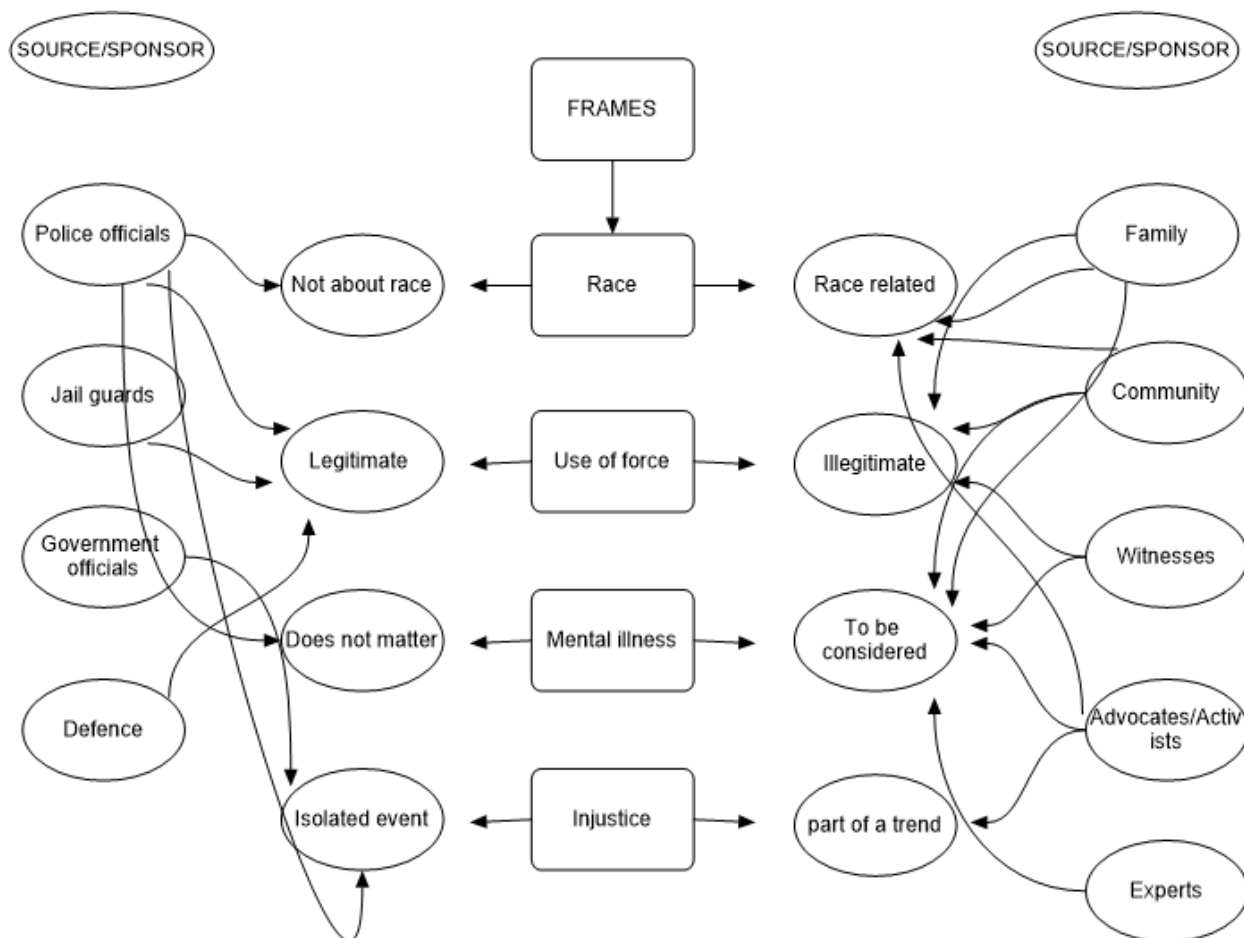 SOURCE/SPONSOR
SOURCE/SPONSOR
FRAMES
Police officials
Not about race
Race
Race related
Family
Jail guards
Legitimate
Use of force
Illegitimate
Community
Government
officials
Does not matter
Mental illness
To be
considered
Witnesses
Defence
Isolated event
Injustice
part of a trend
Advocates/Activ
ists
Experts